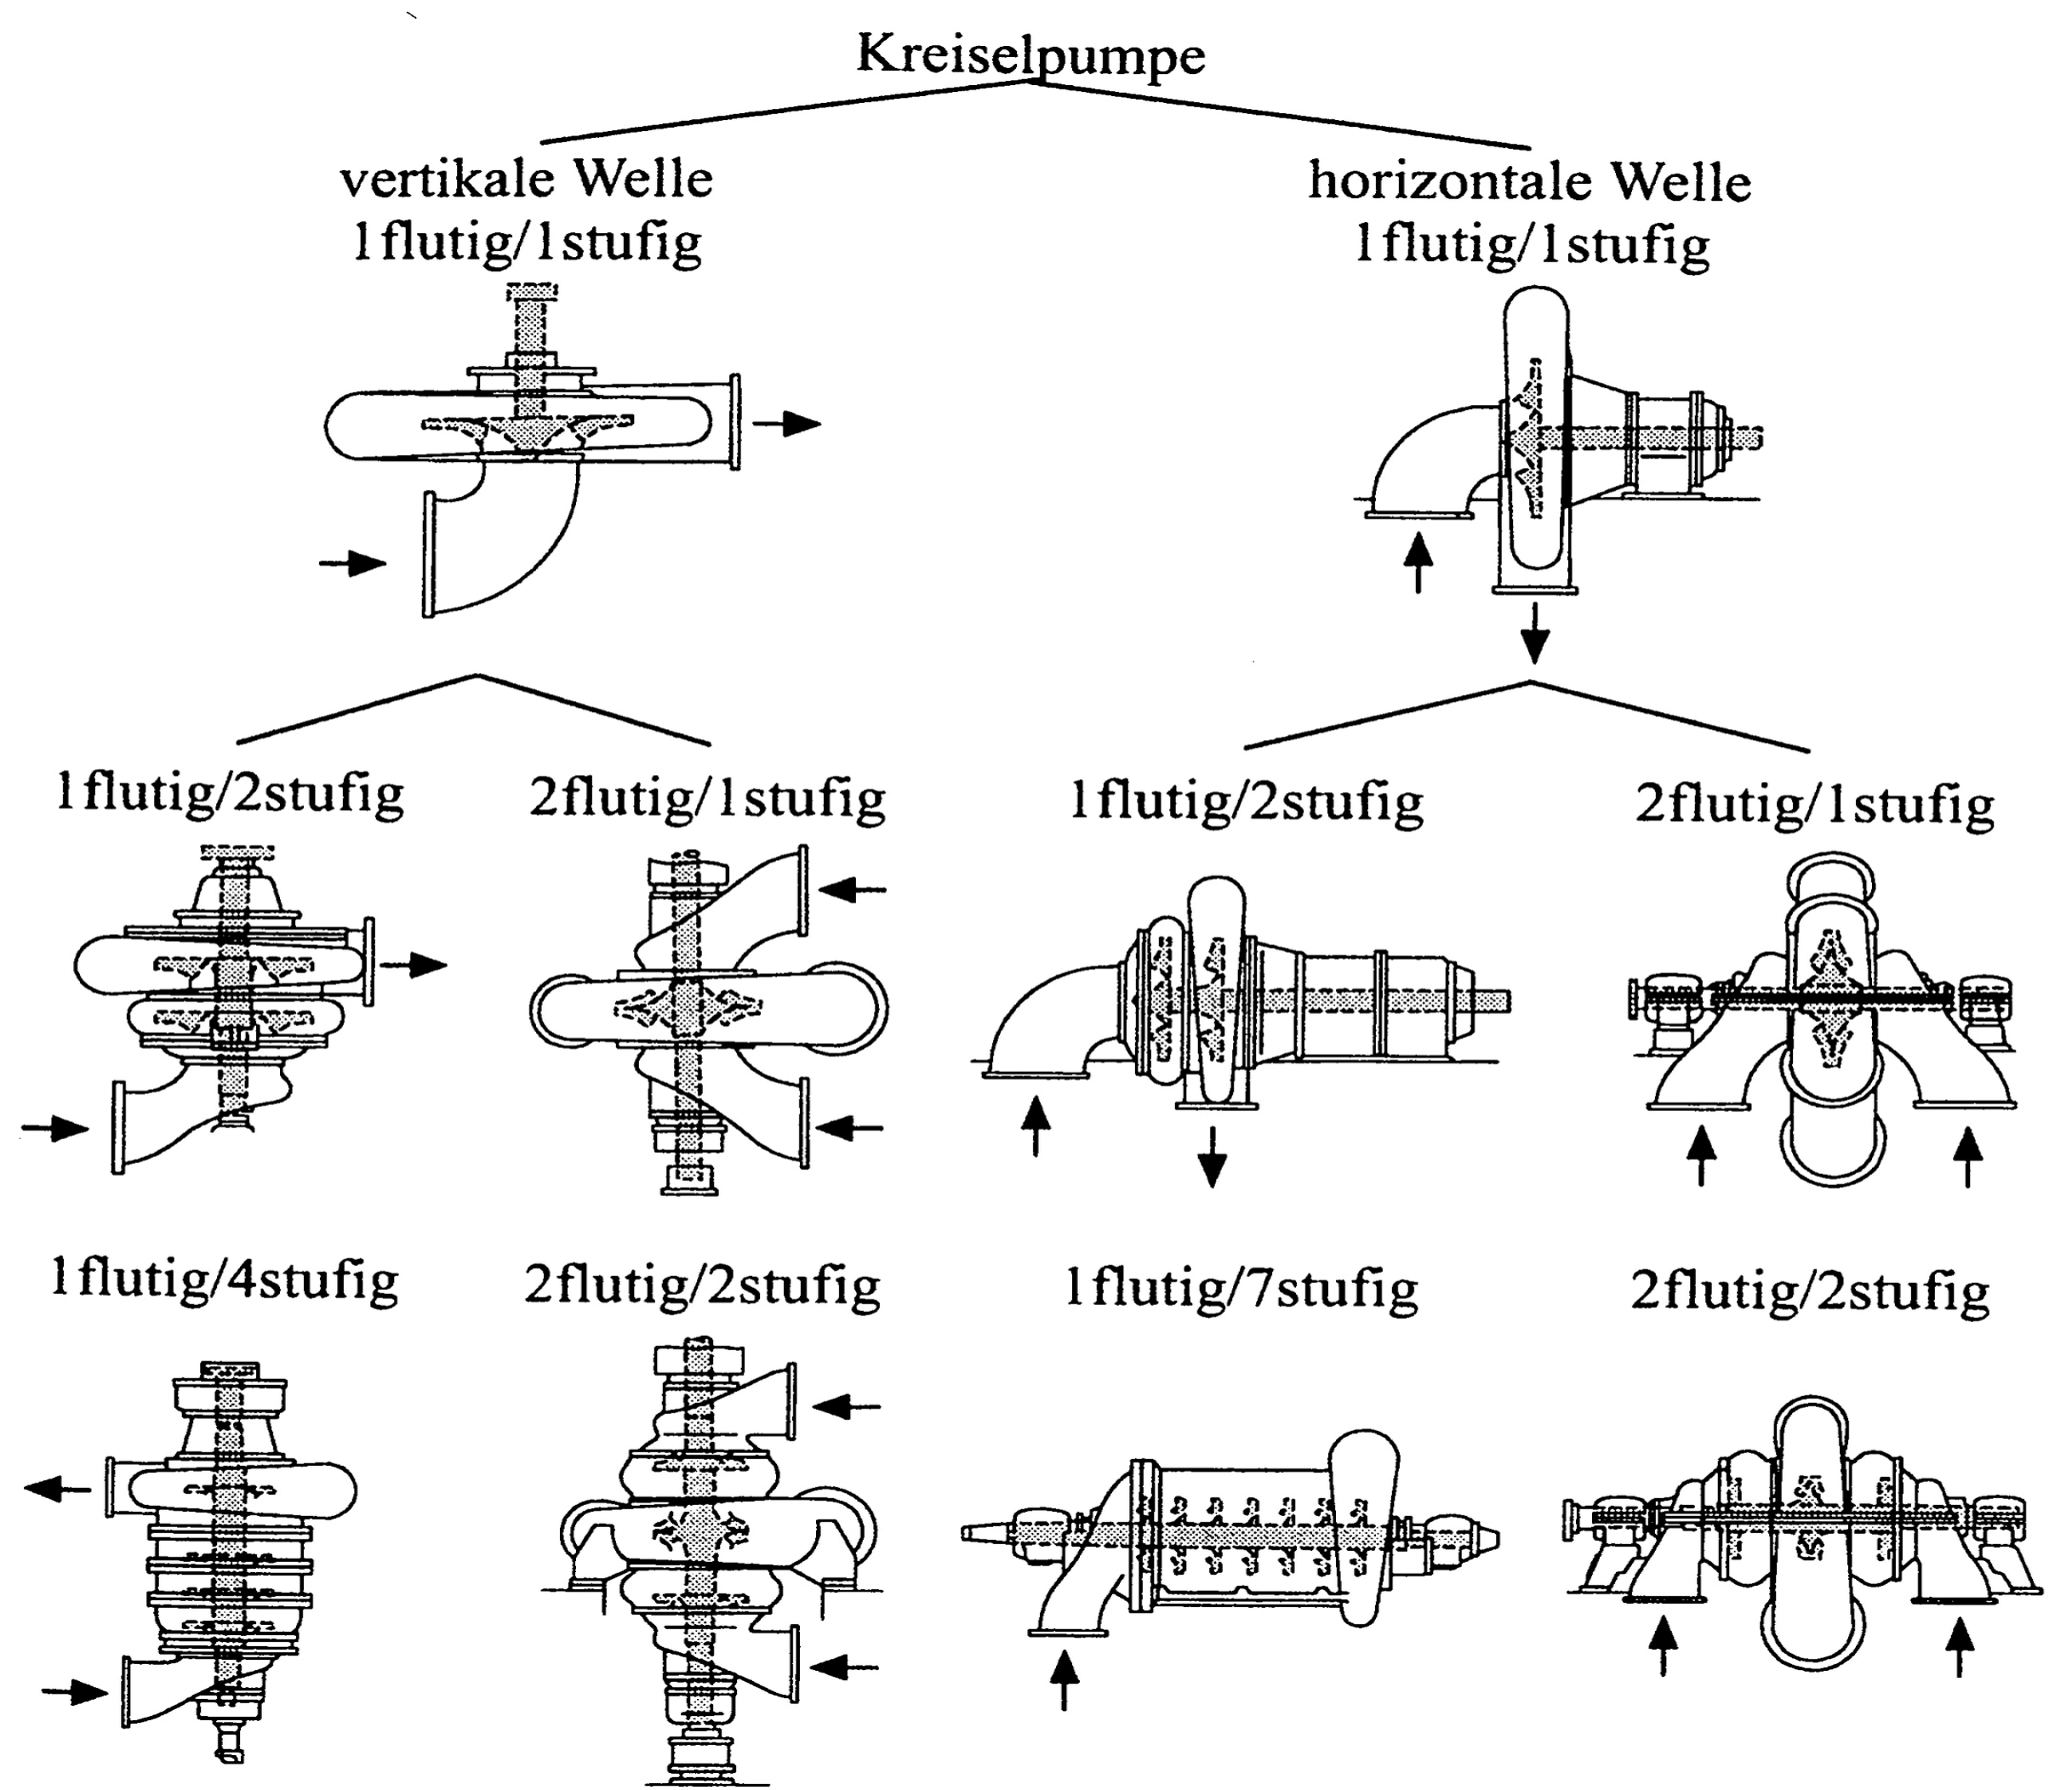 Kreiselpumpe
vertikale Welle
1flutig/1stufig
horizontale Welle
1flutig/1stufig
1flutig/2stufig
2flutig/1stufig
1flutig/2stufig
2flutig/1stufig
1flutig/4stufig
2flutig/2stufig
1flutig/7stufig
2flutig/2stufig